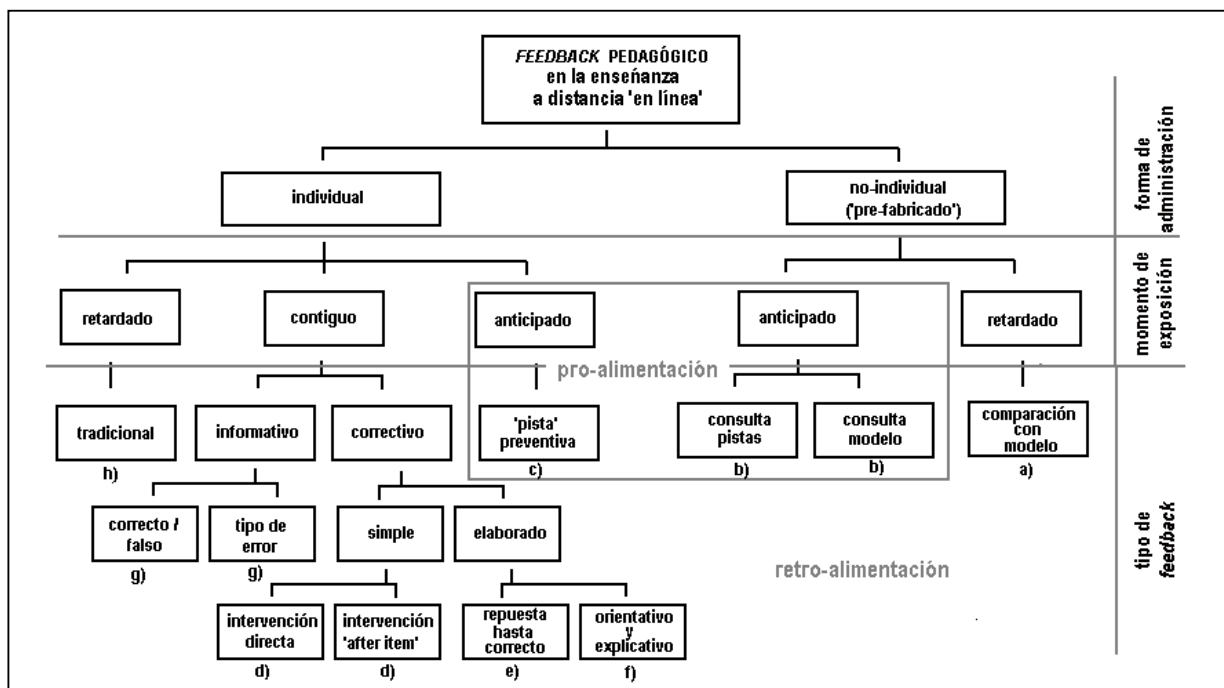 FEEDBACK PEDAGÓGICO
en la enseñanza
a distancia 'en línea'
forma de
administración
individual
no-individual
('pre-fabricado')
momento de
exposición
retardado
contiguo
anticipado
anticipado
retardado
pro-alimentación
tipo de
feedback
tradicional
h)
informativo
correctivo
'pista'
preventiva
c)
consulta
pistas
b)
consulta
modelo
b)
comparación
con
modelo
a)
correcto /
falso
g)
tipo de
error
g)
simple
elaborado
retro-alimentación
intervención
directa
d)
intervención
'after item'
d)
repuesta
hasta
correcto
e)
orientativo
y
explicativo
f)